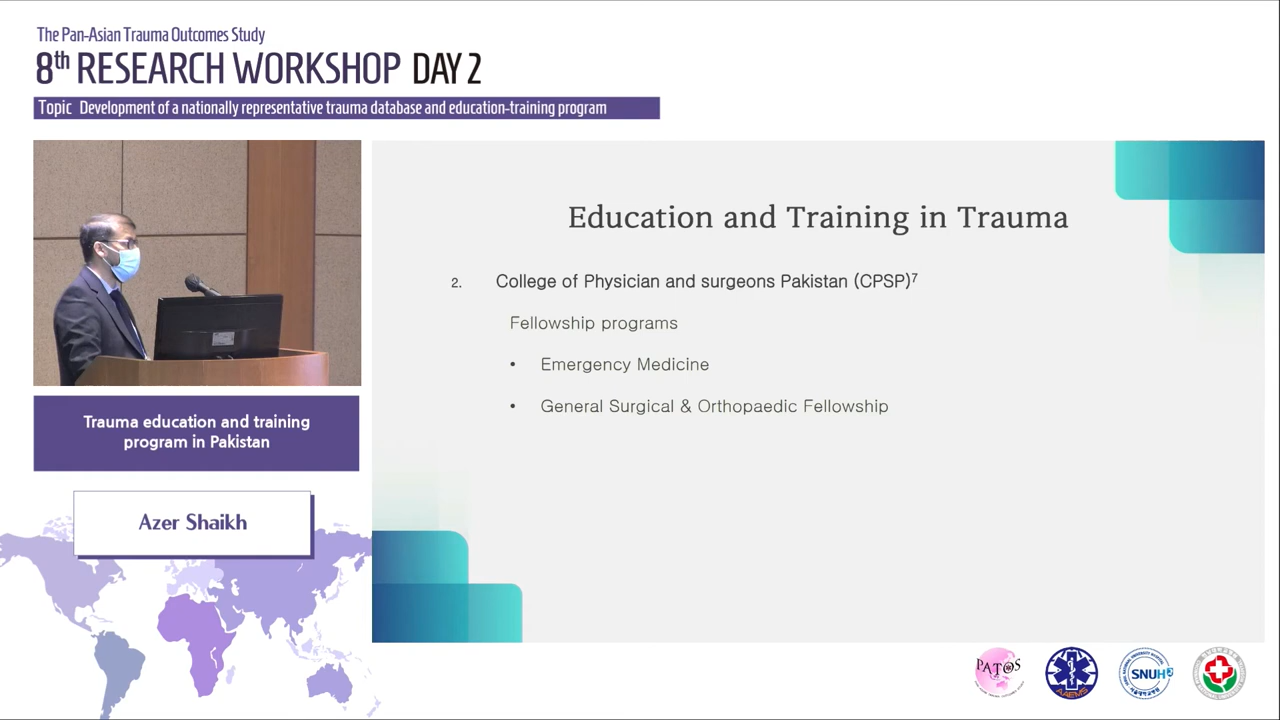 The Pan-Asian Trauma Outcomes Study
8th RESEARCH WORKSHOP DAY 2
Topic Development of a nationally representative trauma database and education-training program
Education and Training in Trauma
2. College of Physician and surgeons Pakistan (CPSP)7
Fellowship programs
• Emergency Medicine
• General Surgical & Orthopaedic Fellowship
Trauma education and training
program in Pakistan
Azer Shaikh
PATOS
AAEMS
SNUH